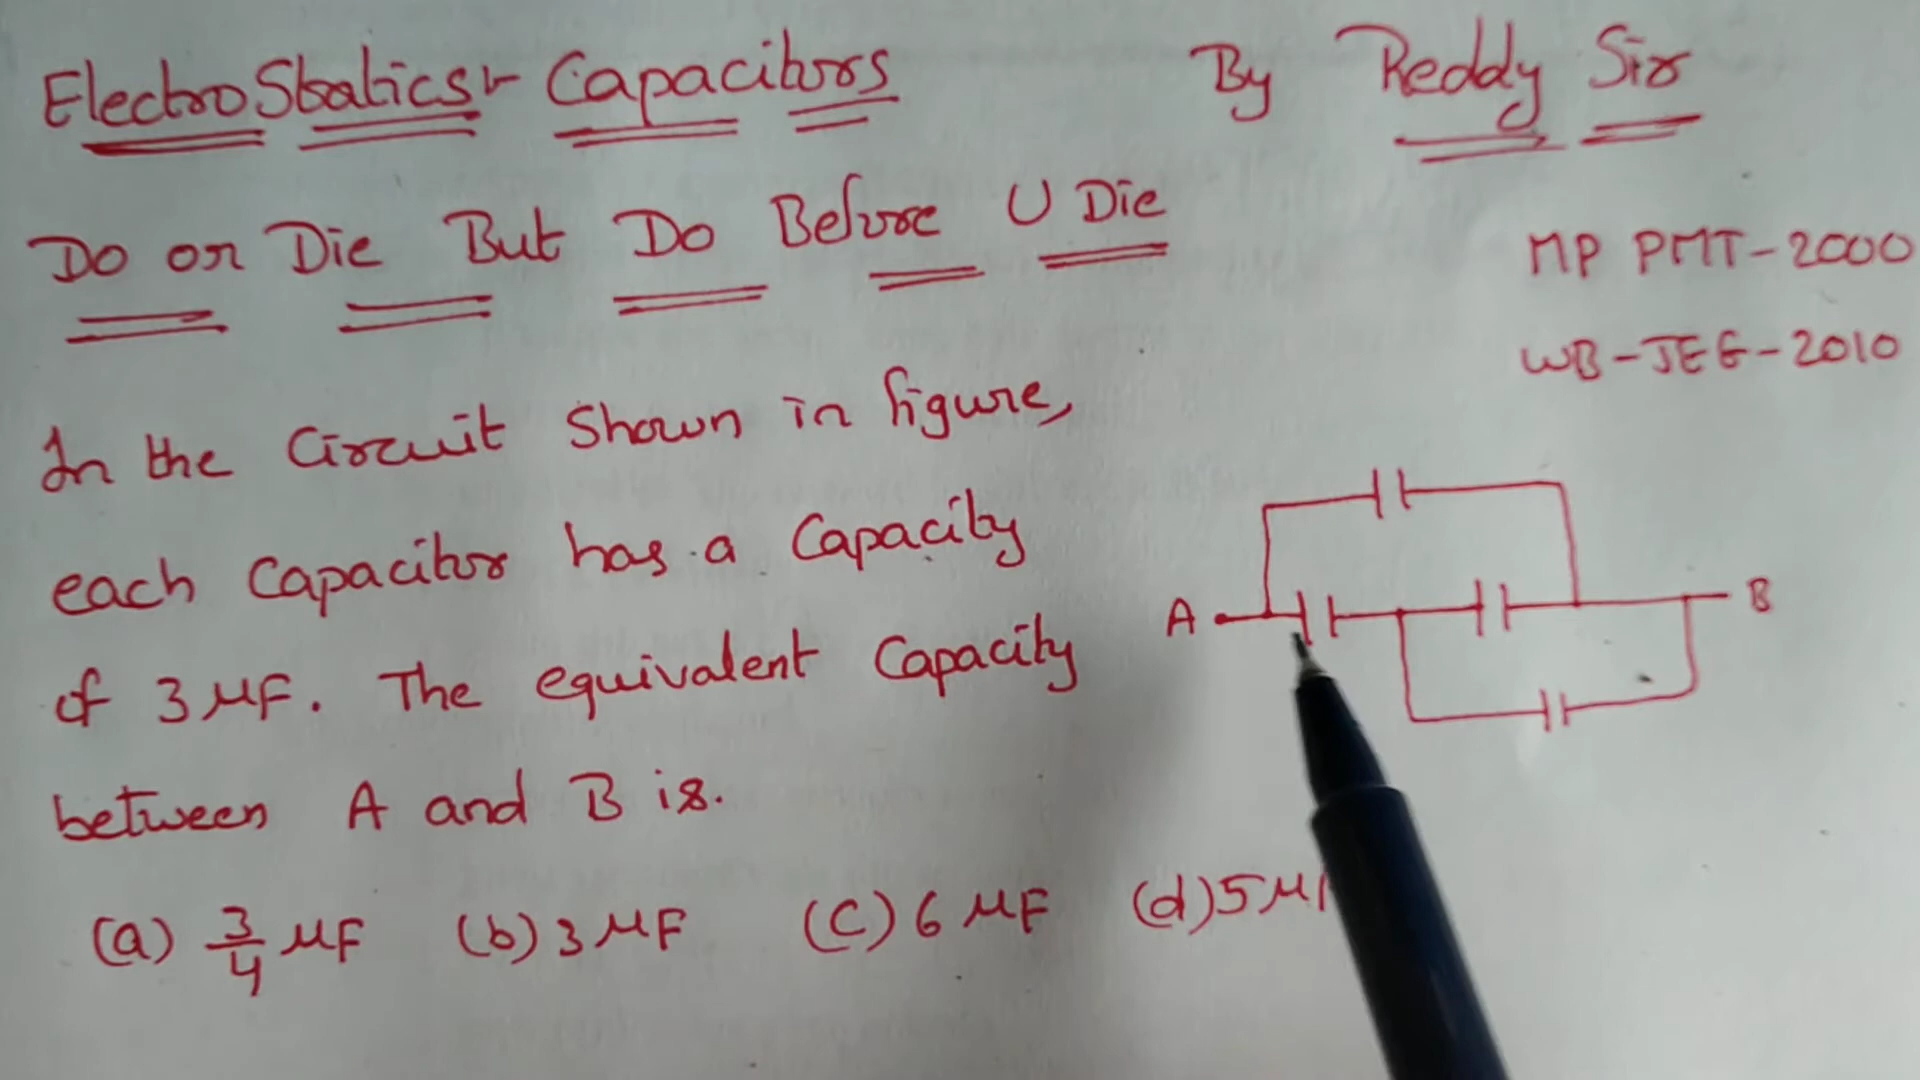 ElectroStatics:- Capacitors By Reddy Sir
Do or Die But Do Before U Die
MP PMT-2000
WB-JEE-2010
In the Circuit Shown in figure,
each Capacitor has a Capacity
of 3 μF. The equivalent Capacity
between A and B is.
A
B
(a) 3/4 μF (b) 3 μF (C) 6 μF (d) 5 μ